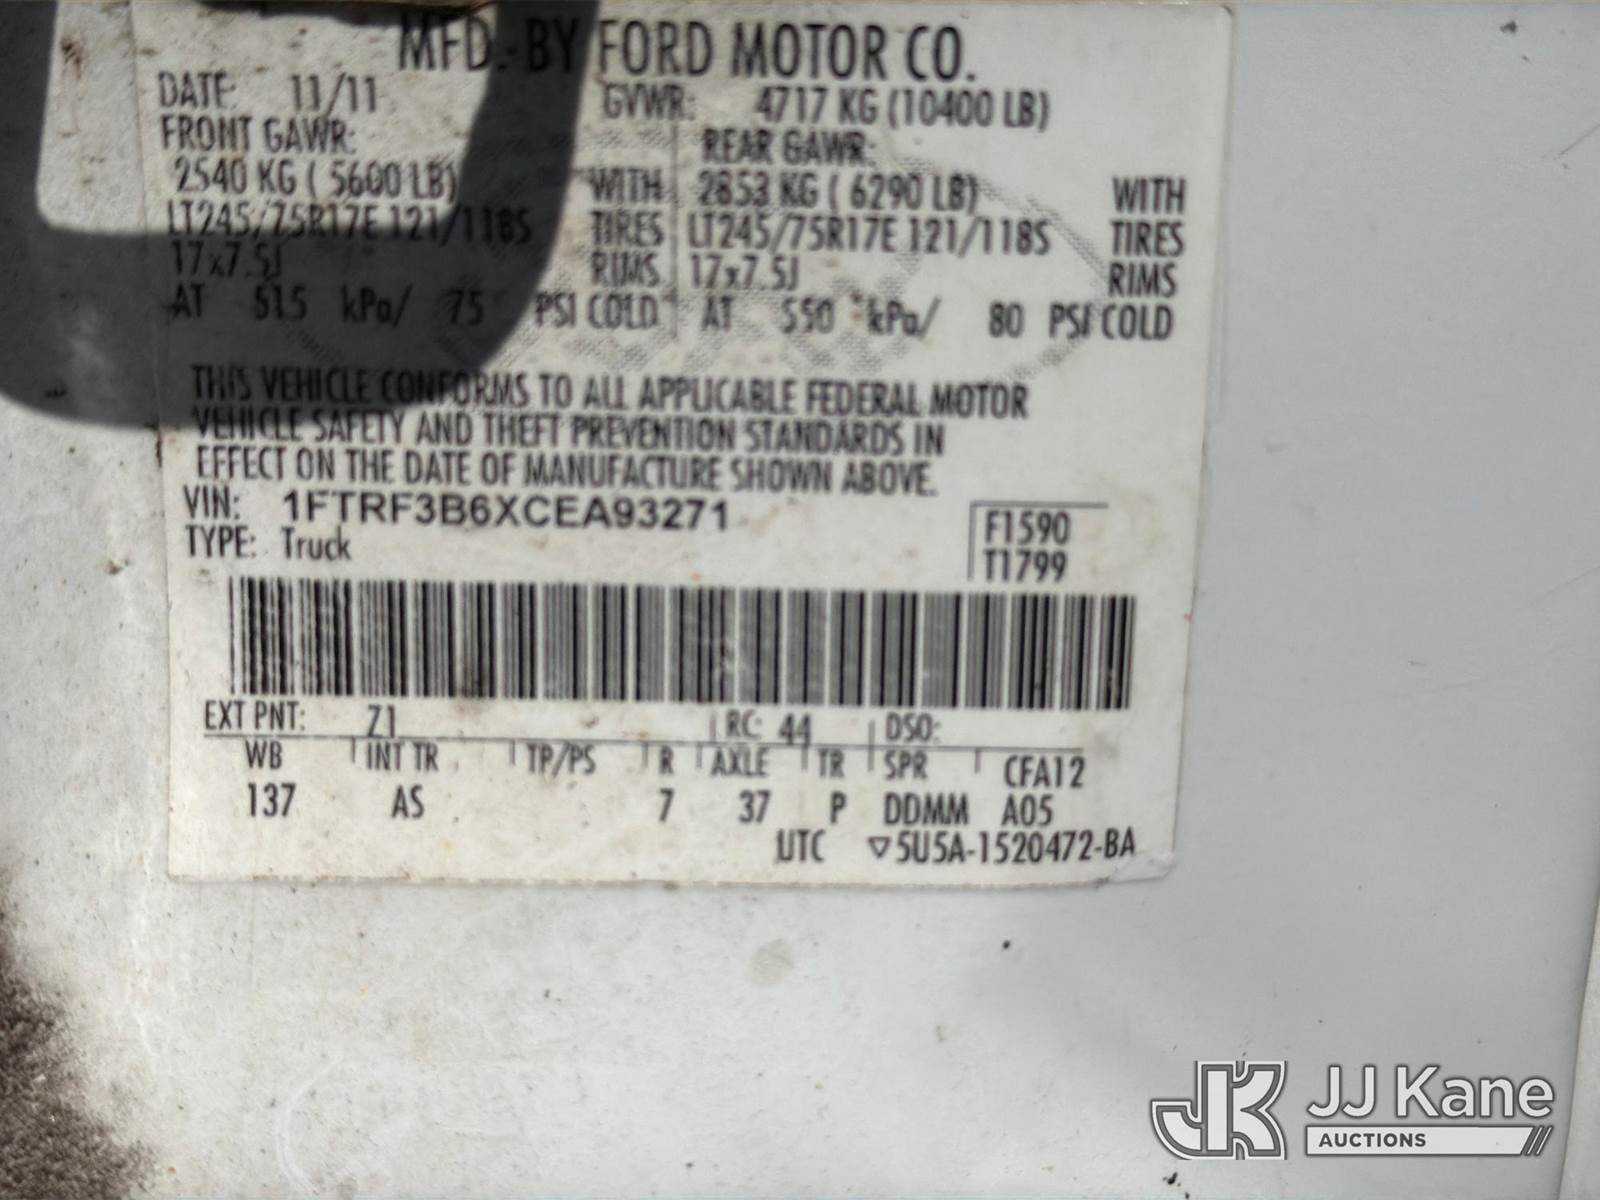 MFD. BY FORD MOTOR CO.
DATE: 11/11 GVWR: 4717 KG (10400 LB)
FRONT GAWR: REAR GAWR:
2540 KG ( 5600 LB) WITH 2853 KG ( 6290 LB) WITH
LT245/75R17E 121/118S TIRES LT245/75R17E 121/118S TIRES
17x7.5J RIMS 17x7.5J RIMS
AT 515 kPa/ 75 PSI COLD AT 550 kPa/ 80 PSI COLD
THIS VEHICLE CONFORMS TO ALL APPLICABLE FEDERAL MOTOR
VEHICLE SAFETY AND THEFT PREVENTION STANDARDS IN
EFFECT ON THE DATE OF MANUFACTURE SHOWN ABOVE.
VIN: 1FTRF3B6XCEA93271
TYPE: Truck
F1590
T1799
EXT PNT: Z1 RC: 44 DSO:
WB INT TR TP/PS R AXLE TR SPR CFA12
137 AS 7 37 P DDMM A05
UTC ▽5U5A-1520472-BA
JK JJ Kane
AUCTIONS